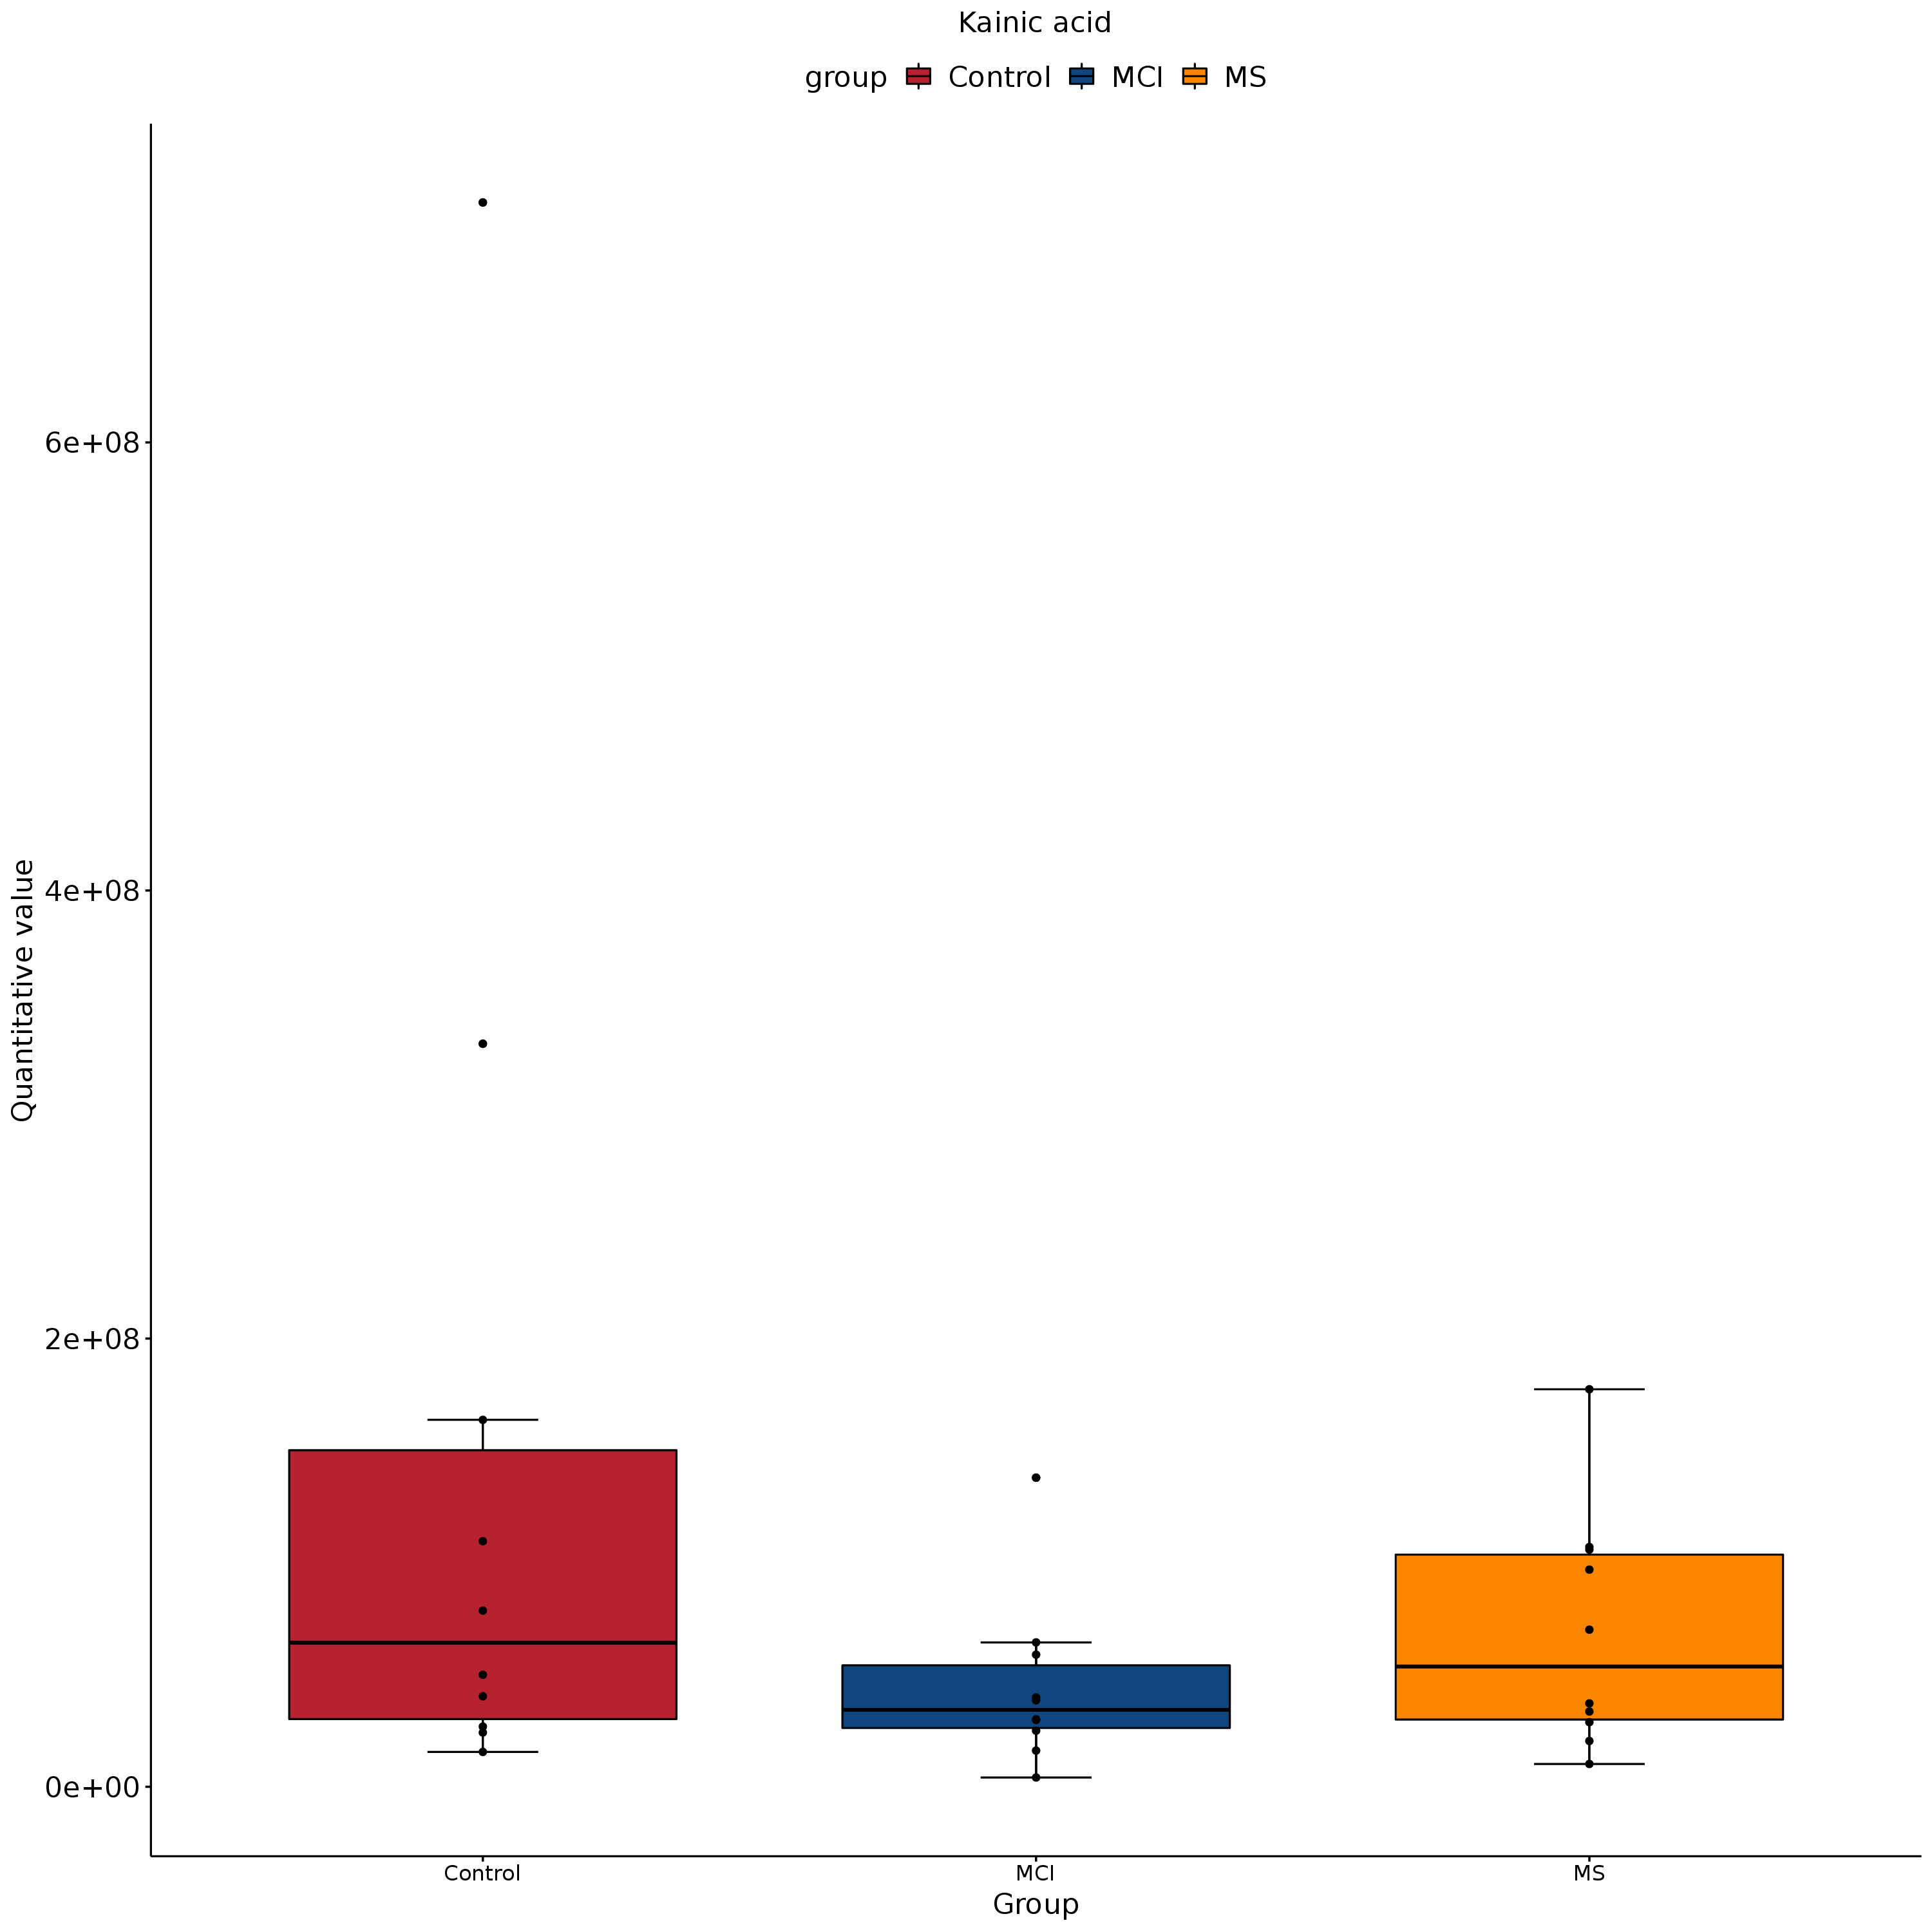 Kainic acid
group Control MCI MS
Quantitative value
6e+08
4e+08
2e+08
0e+00
Control MCI MS
Group